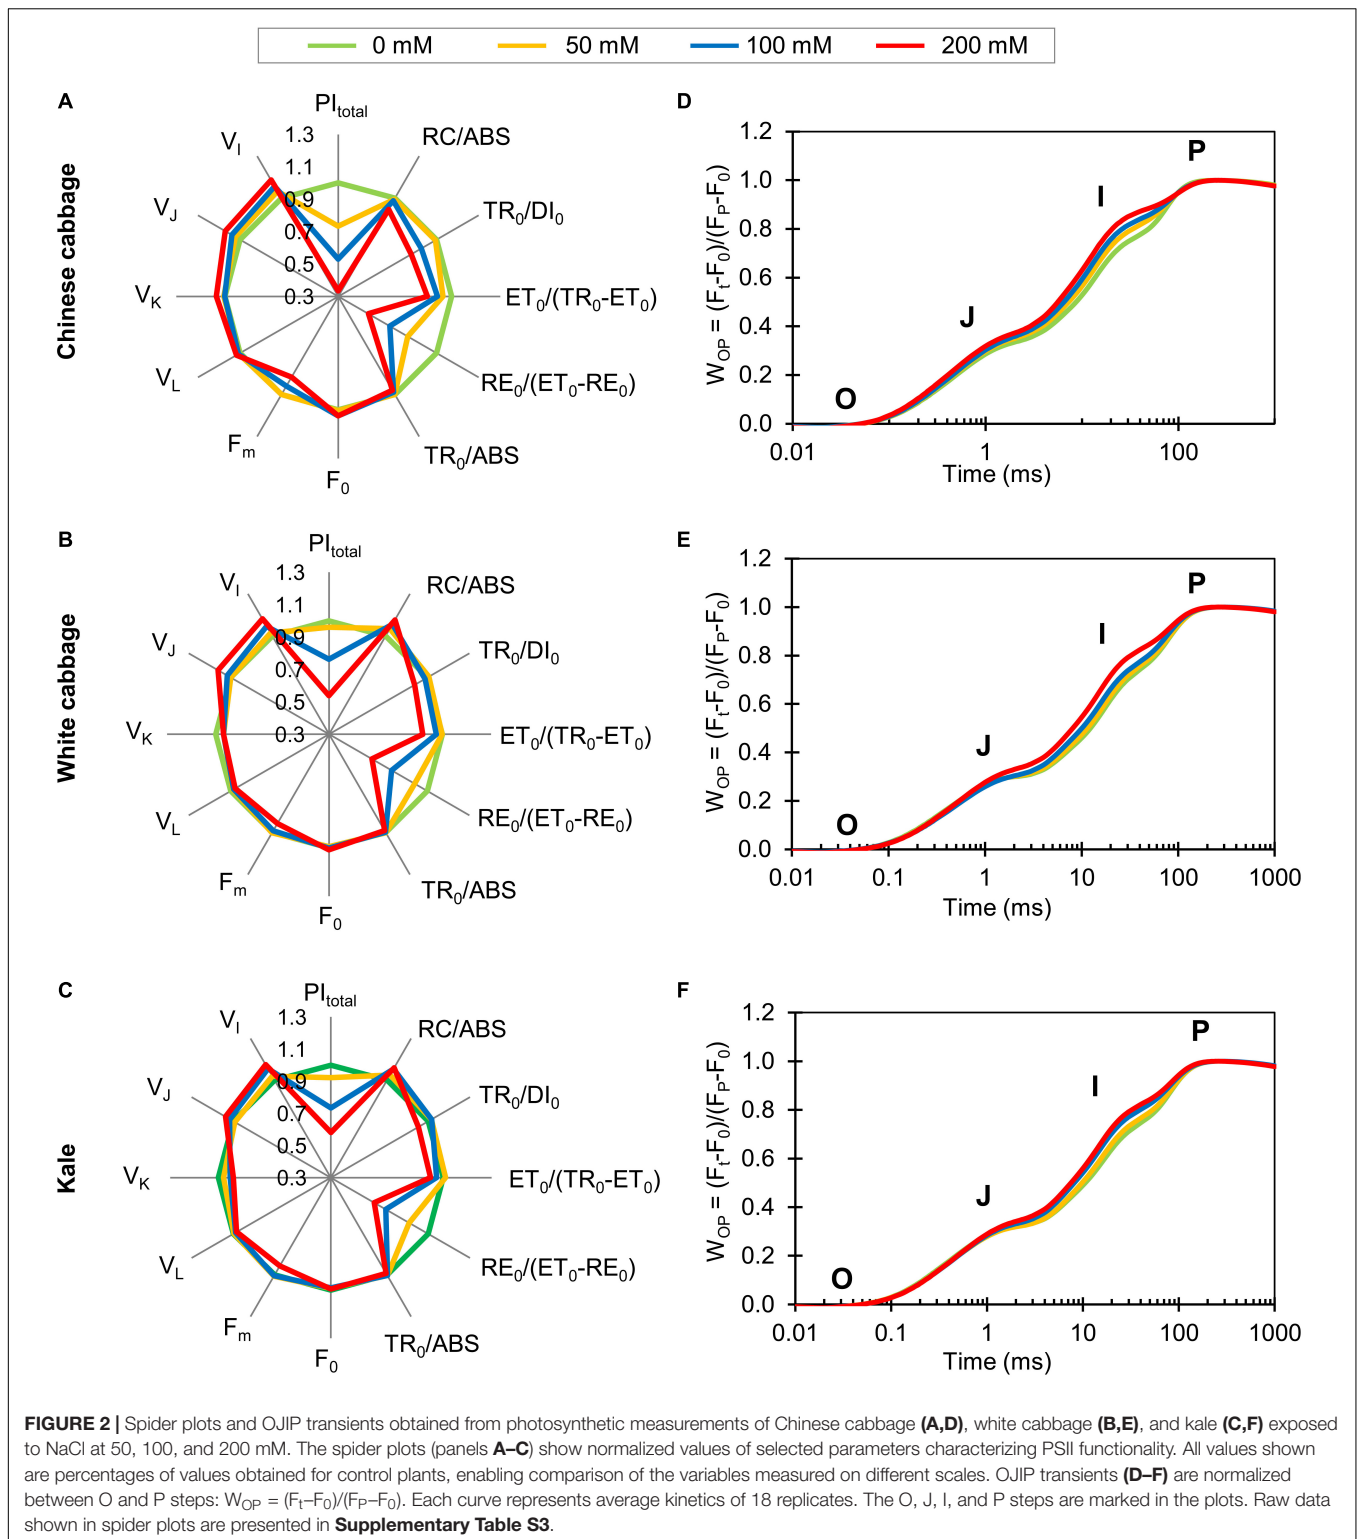 0 mM 50 mM 100 mM 200 mM
A
Chinese cabbage
PItotal
RC/ABS
TR0/DI0
ET0/(TR0-ET0)
RE0/(ET0-RE0)
TR0/ABS
F0
Fm
VL
VK
VJ
VI
1.3
1.1
0.9
0.7
0.5
0.3
D
WOP = (Ft-F0)/(FP-F0)
1.2
1.0
0.8
0.6
0.4
0.2
0.0
O
J
I
P
0.01 1 100
Time (ms)
B
White cabbage
PItotal
RC/ABS
TR0/DI0
ET0/(TR0-ET0)
RE0/(ET0-RE0)
TR0/ABS
F0
Fm
VL
VK
VJ
VI
1.3
1.1
0.9
0.7
0.5
0.3
E
WOP = (Ft-F0)/(FP-F0)
1.2
1.0
0.8
0.6
0.4
0.2
0.0
O
J
I
P
0.01 0.1 1 10 100 1000
Time (ms)
C
Kale
PItotal
RC/ABS
TR0/DI0
ET0/(TR0-ET0)
RE0/(ET0-RE0)
TR0/ABS
F0
Fm
VL
VK
VJ
VI
1.3
1.1
0.9
0.7
0.5
0.3
F
WOP = (Ft-F0)/(FP-F0)
1.2
1.0
0.8
0.6
0.4
0.2
0.0
O
J
I
P
0.01 0.1 1 10 100 1000
Time (ms)
FIGURE 2 | Spider plots and OJIP transients obtained from photosynthetic measurements of Chinese cabbage (A,D), white cabbage (B,E), and kale (C,F) exposed
to NaCl at 50, 100, and 200 mM. The spider plots (panels A–C) show normalized values of selected parameters characterizing PSII functionality. All values shown
are percentages of values obtained for control plants, enabling comparison of the variables measured on different scales. OJIP transients (D–F) are normalized
between O and P steps: WOP = (Ft–F0)/(FP–F0). Each curve represents average kinetics of 18 replicates. The O, J, I, and P steps are marked in the plots. Raw data
shown in spider plots are presented in Supplementary Table S3.